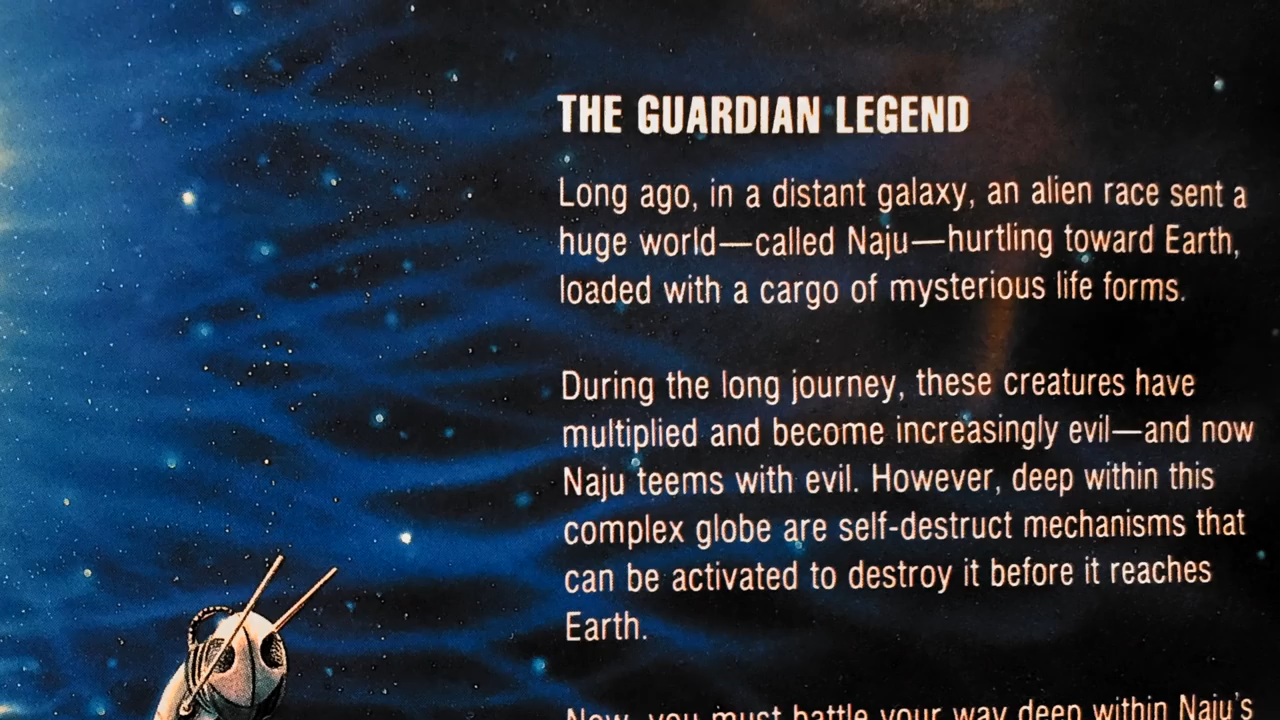 THE GUARDIAN LEGEND
Long ago, in a distant galaxy, an alien race sent a
huge world—called Naju—hurtling toward Earth,
loaded with a cargo of mysterious life forms.
During the long journey, these creatures have
multiplied and become increasingly evil—and now
Naju teems with evil. However, deep within this
complex globe are self-destruct mechanisms that
can be activated to destroy it before it reaches
Earth.
Now, you must battle your way deep within Naju's